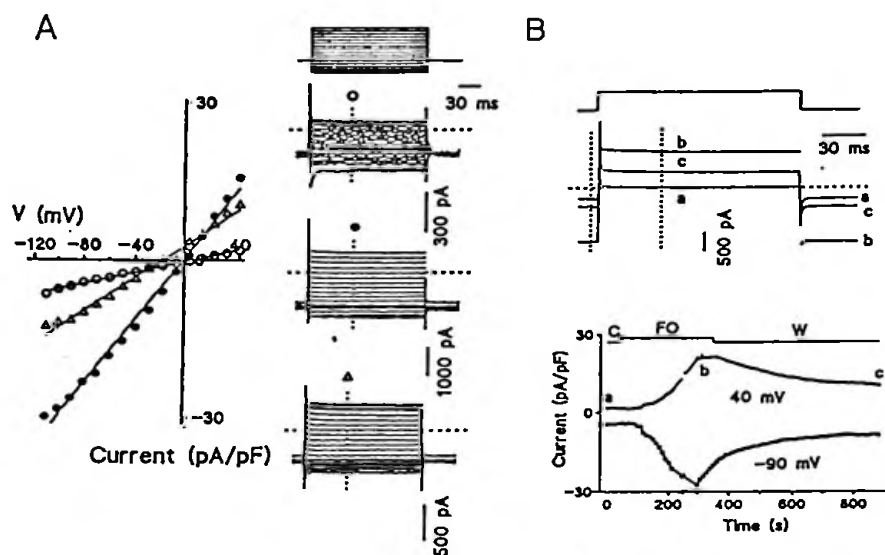 A
B
30 ms
30
V (mV)
-120
-80
-40
40
-30
Current (pA/pF)
300 pA
1000 pA
500 pA
b
c
a
30 ms
a
c
b
500 pA
C
FO
W
30
0
-30
Current (pA/pF)
a
b
c
40 mV
-90 mV
0
200
400
600
800
Time (s)